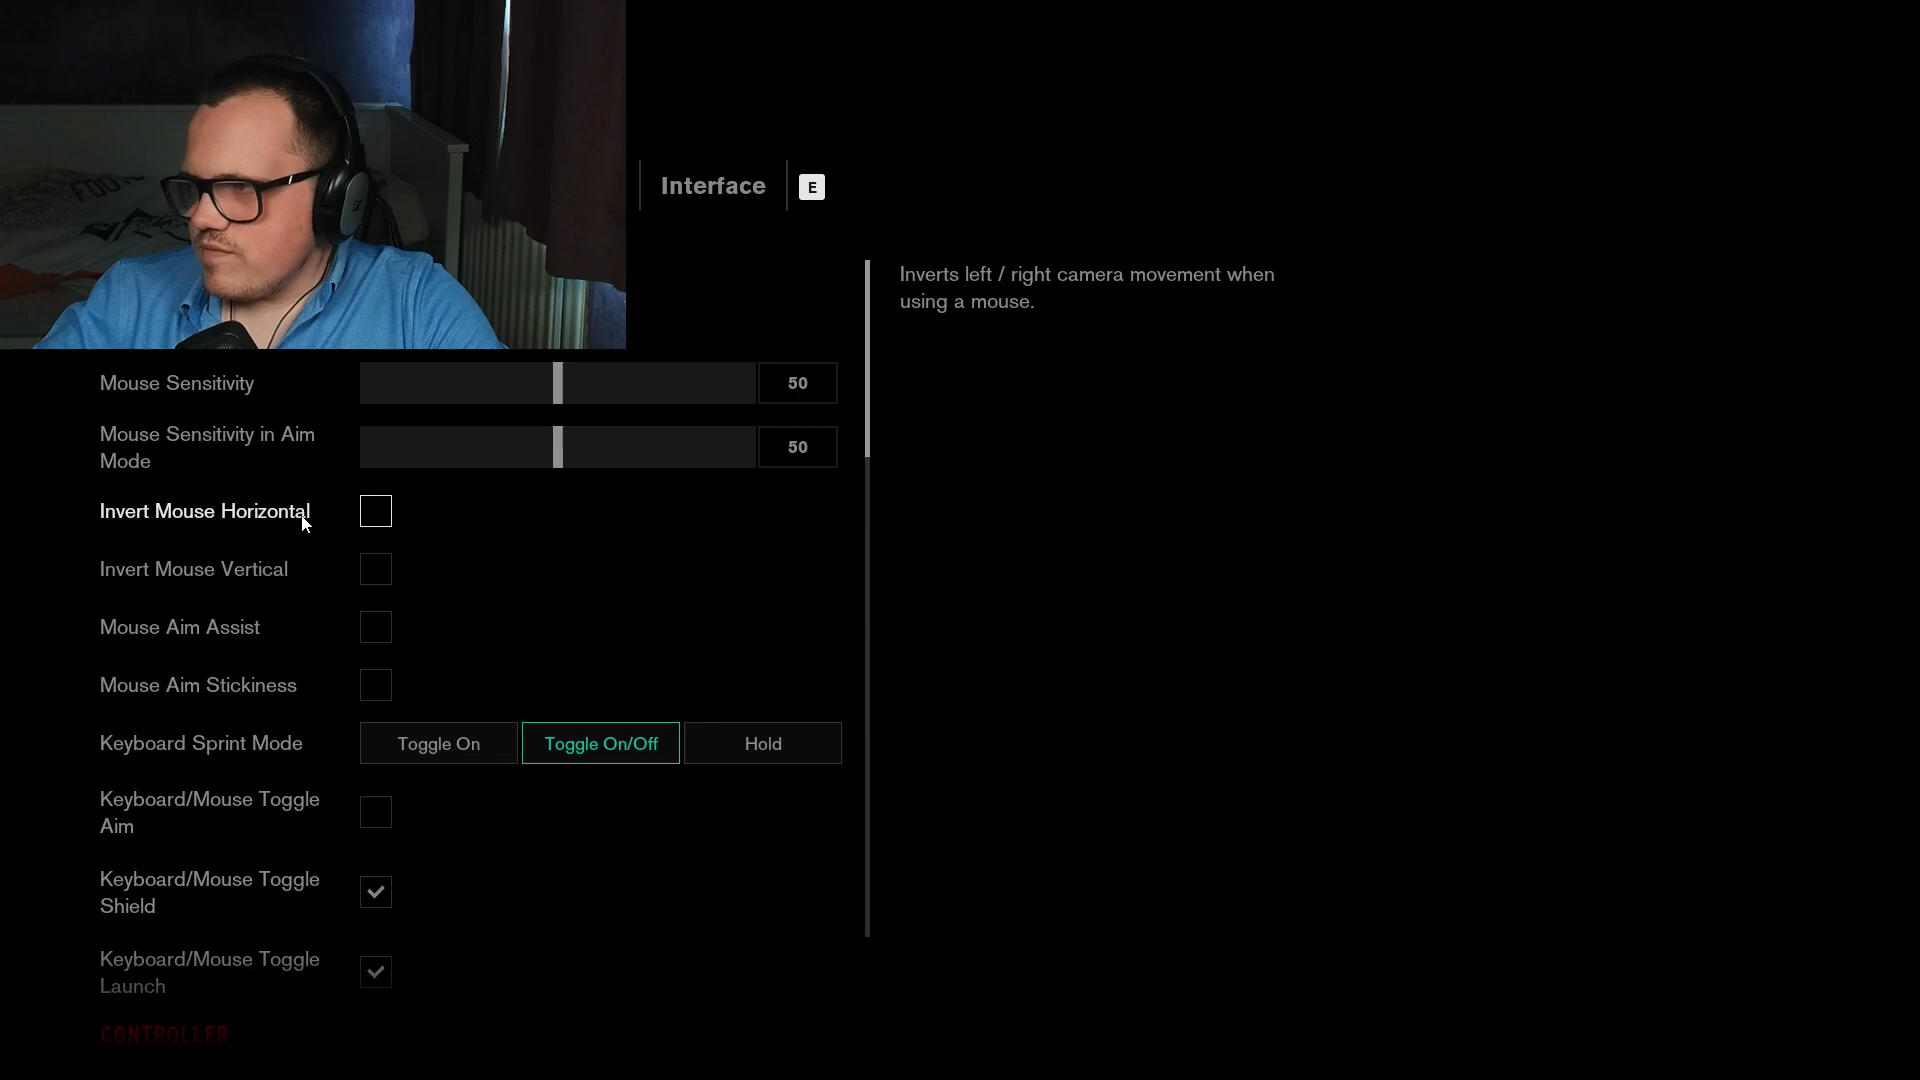 Interface
E
Inverts left / right camera movement when
using a mouse.
Mouse Sensitivity
50
Mouse Sensitivity in Aim
Mode
50
Invert Mouse Horizontal
Invert Mouse Vertical
Mouse Aim Assist
Mouse Aim Stickiness
Keyboard Sprint Mode
Toggle On
Toggle On/Off
Hold
Keyboard/Mouse Toggle
Aim
Keyboard/Mouse Toggle
Shield
Keyboard/Mouse Toggle
Launch
CONTROLLER